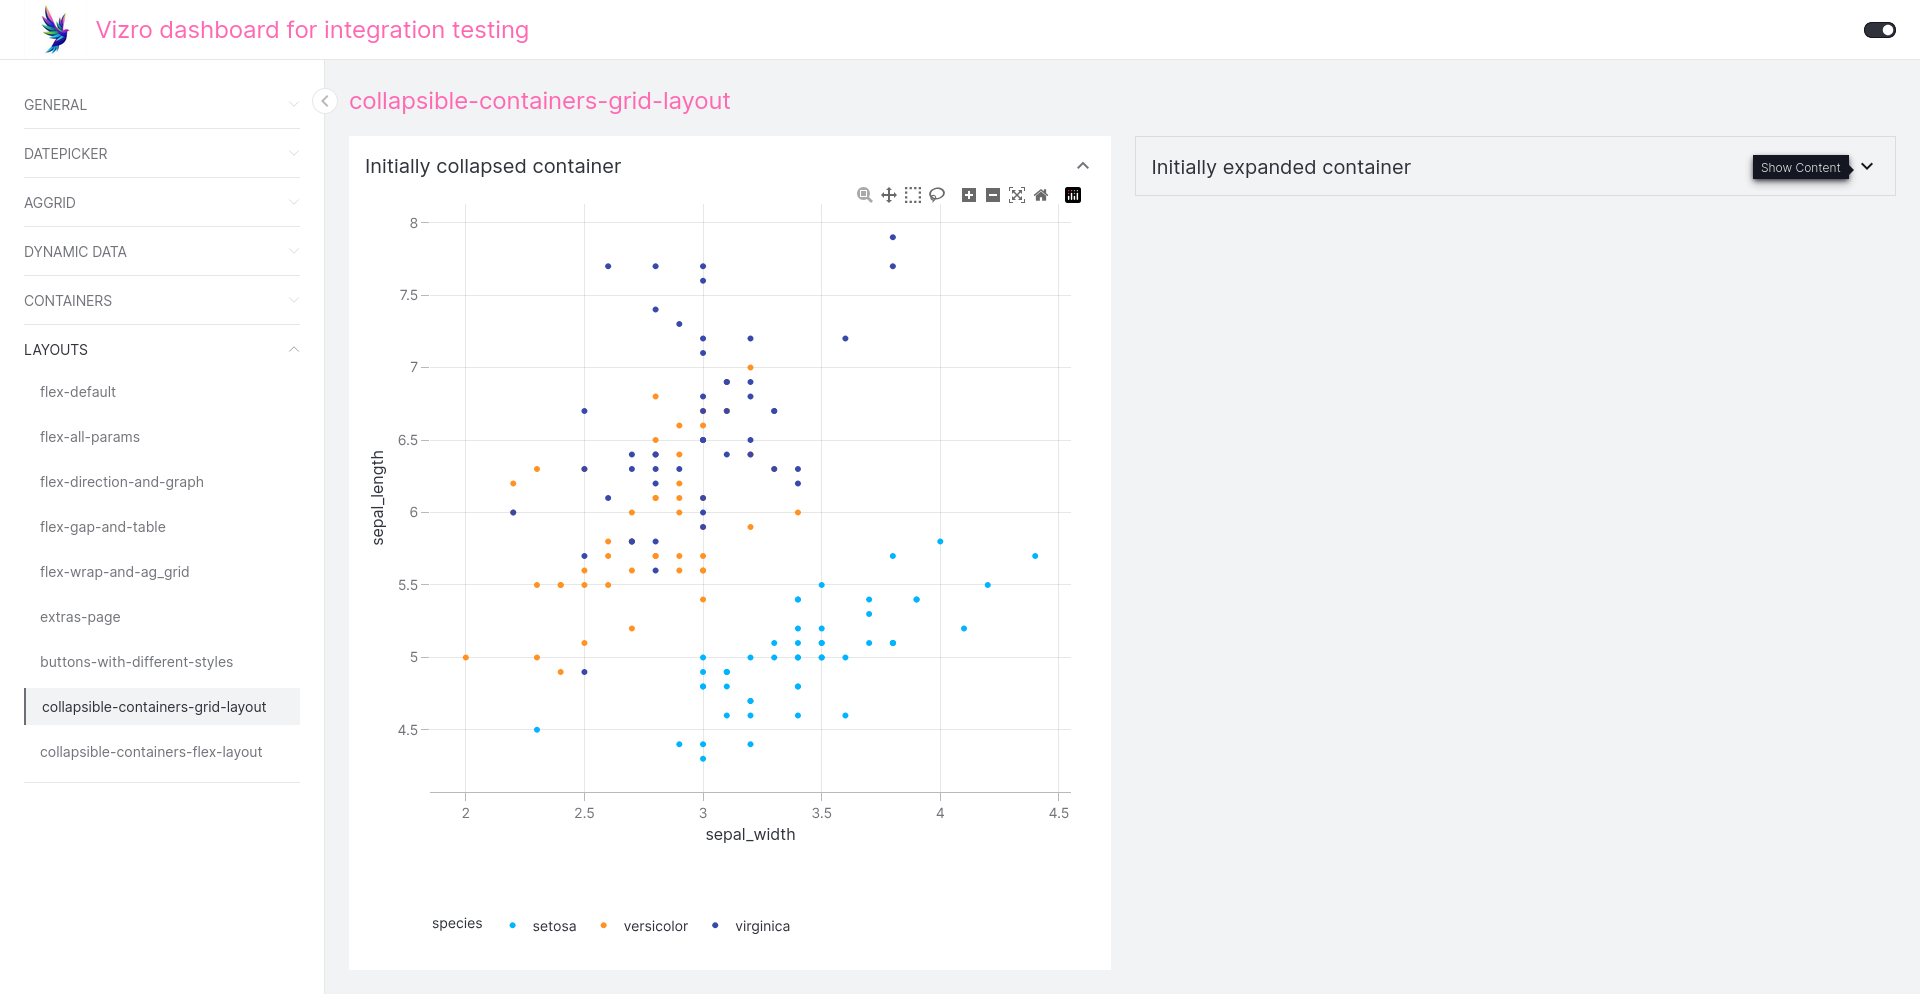 Vizro dashboard for integration testing
GENERAL
DATEPICKER
AGGRID
DYNAMIC DATA
CONTAINERS
LAYOUTS
flex-default
flex-all-params
flex-direction-and-graph
flex-gap-and-table
flex-wrap-and-ag_grid
extras-page
buttons-with-different-styles
collapsible-containers-grid-layout
collapsible-containers-flex-layout
collapsible-containers-grid-layout
Initially collapsed container
8
7.5
7
6.5
6
5.5
5
4.5
sepal_length
2 2.5 3 3.5 4 4.5
sepal_width
species setosa versicolor virginica
Initially expanded container
Show Content